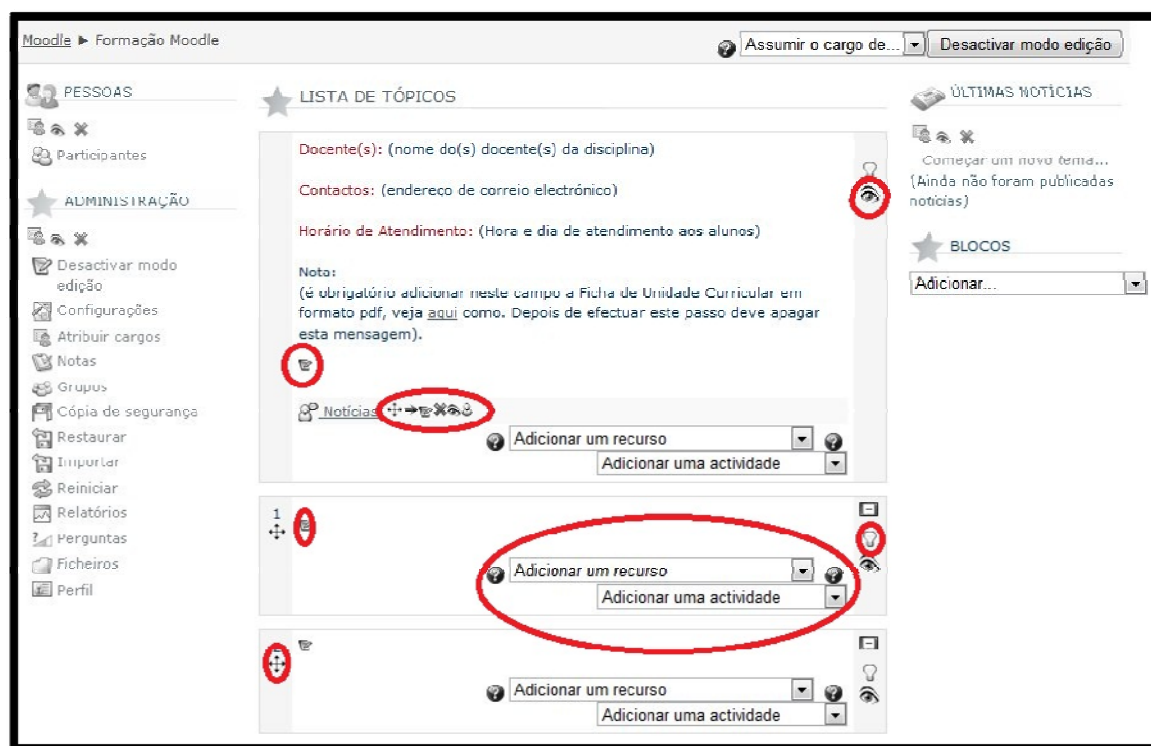 Moodle ► Formação Moodle
Assumir o cargo de...
Desactivar modo edição
PESSOAS
Participantes
ADMINISTRAÇÃO
Desactivar modo
edição
Configurações
Atribuir cargos
Notas
Grupos
Cópia de segurança
Restaurar
Importar
Reiniciar
Relatórios
Perguntas
Ficheiros
Perfil
LISTA DE TÓPICOS
Docente(s): (nome do(s) docente(s) da disciplina)
Contactos: (endereço de correio electrónico)
Horário de Atendimento: (Hora e dia de atendimento aos alunos)
Nota:
(é obrigatório adicionar neste campo a Ficha de Unidade Curricular em
formato pdf, veja aqui como. Depois de efectuar este passo deve apagar
esta mensagem).
Notícias
Adicionar um recurso
Adicionar uma actividade
1
Adicionar um recurso
Adicionar uma actividade
Adicionar um recurso
Adicionar uma actividade
ÚLTIMAS NOTÍCIAS
Começar um novo tema...
(Ainda não foram publicadas
notícias)
BLOCOS
Adicionar...